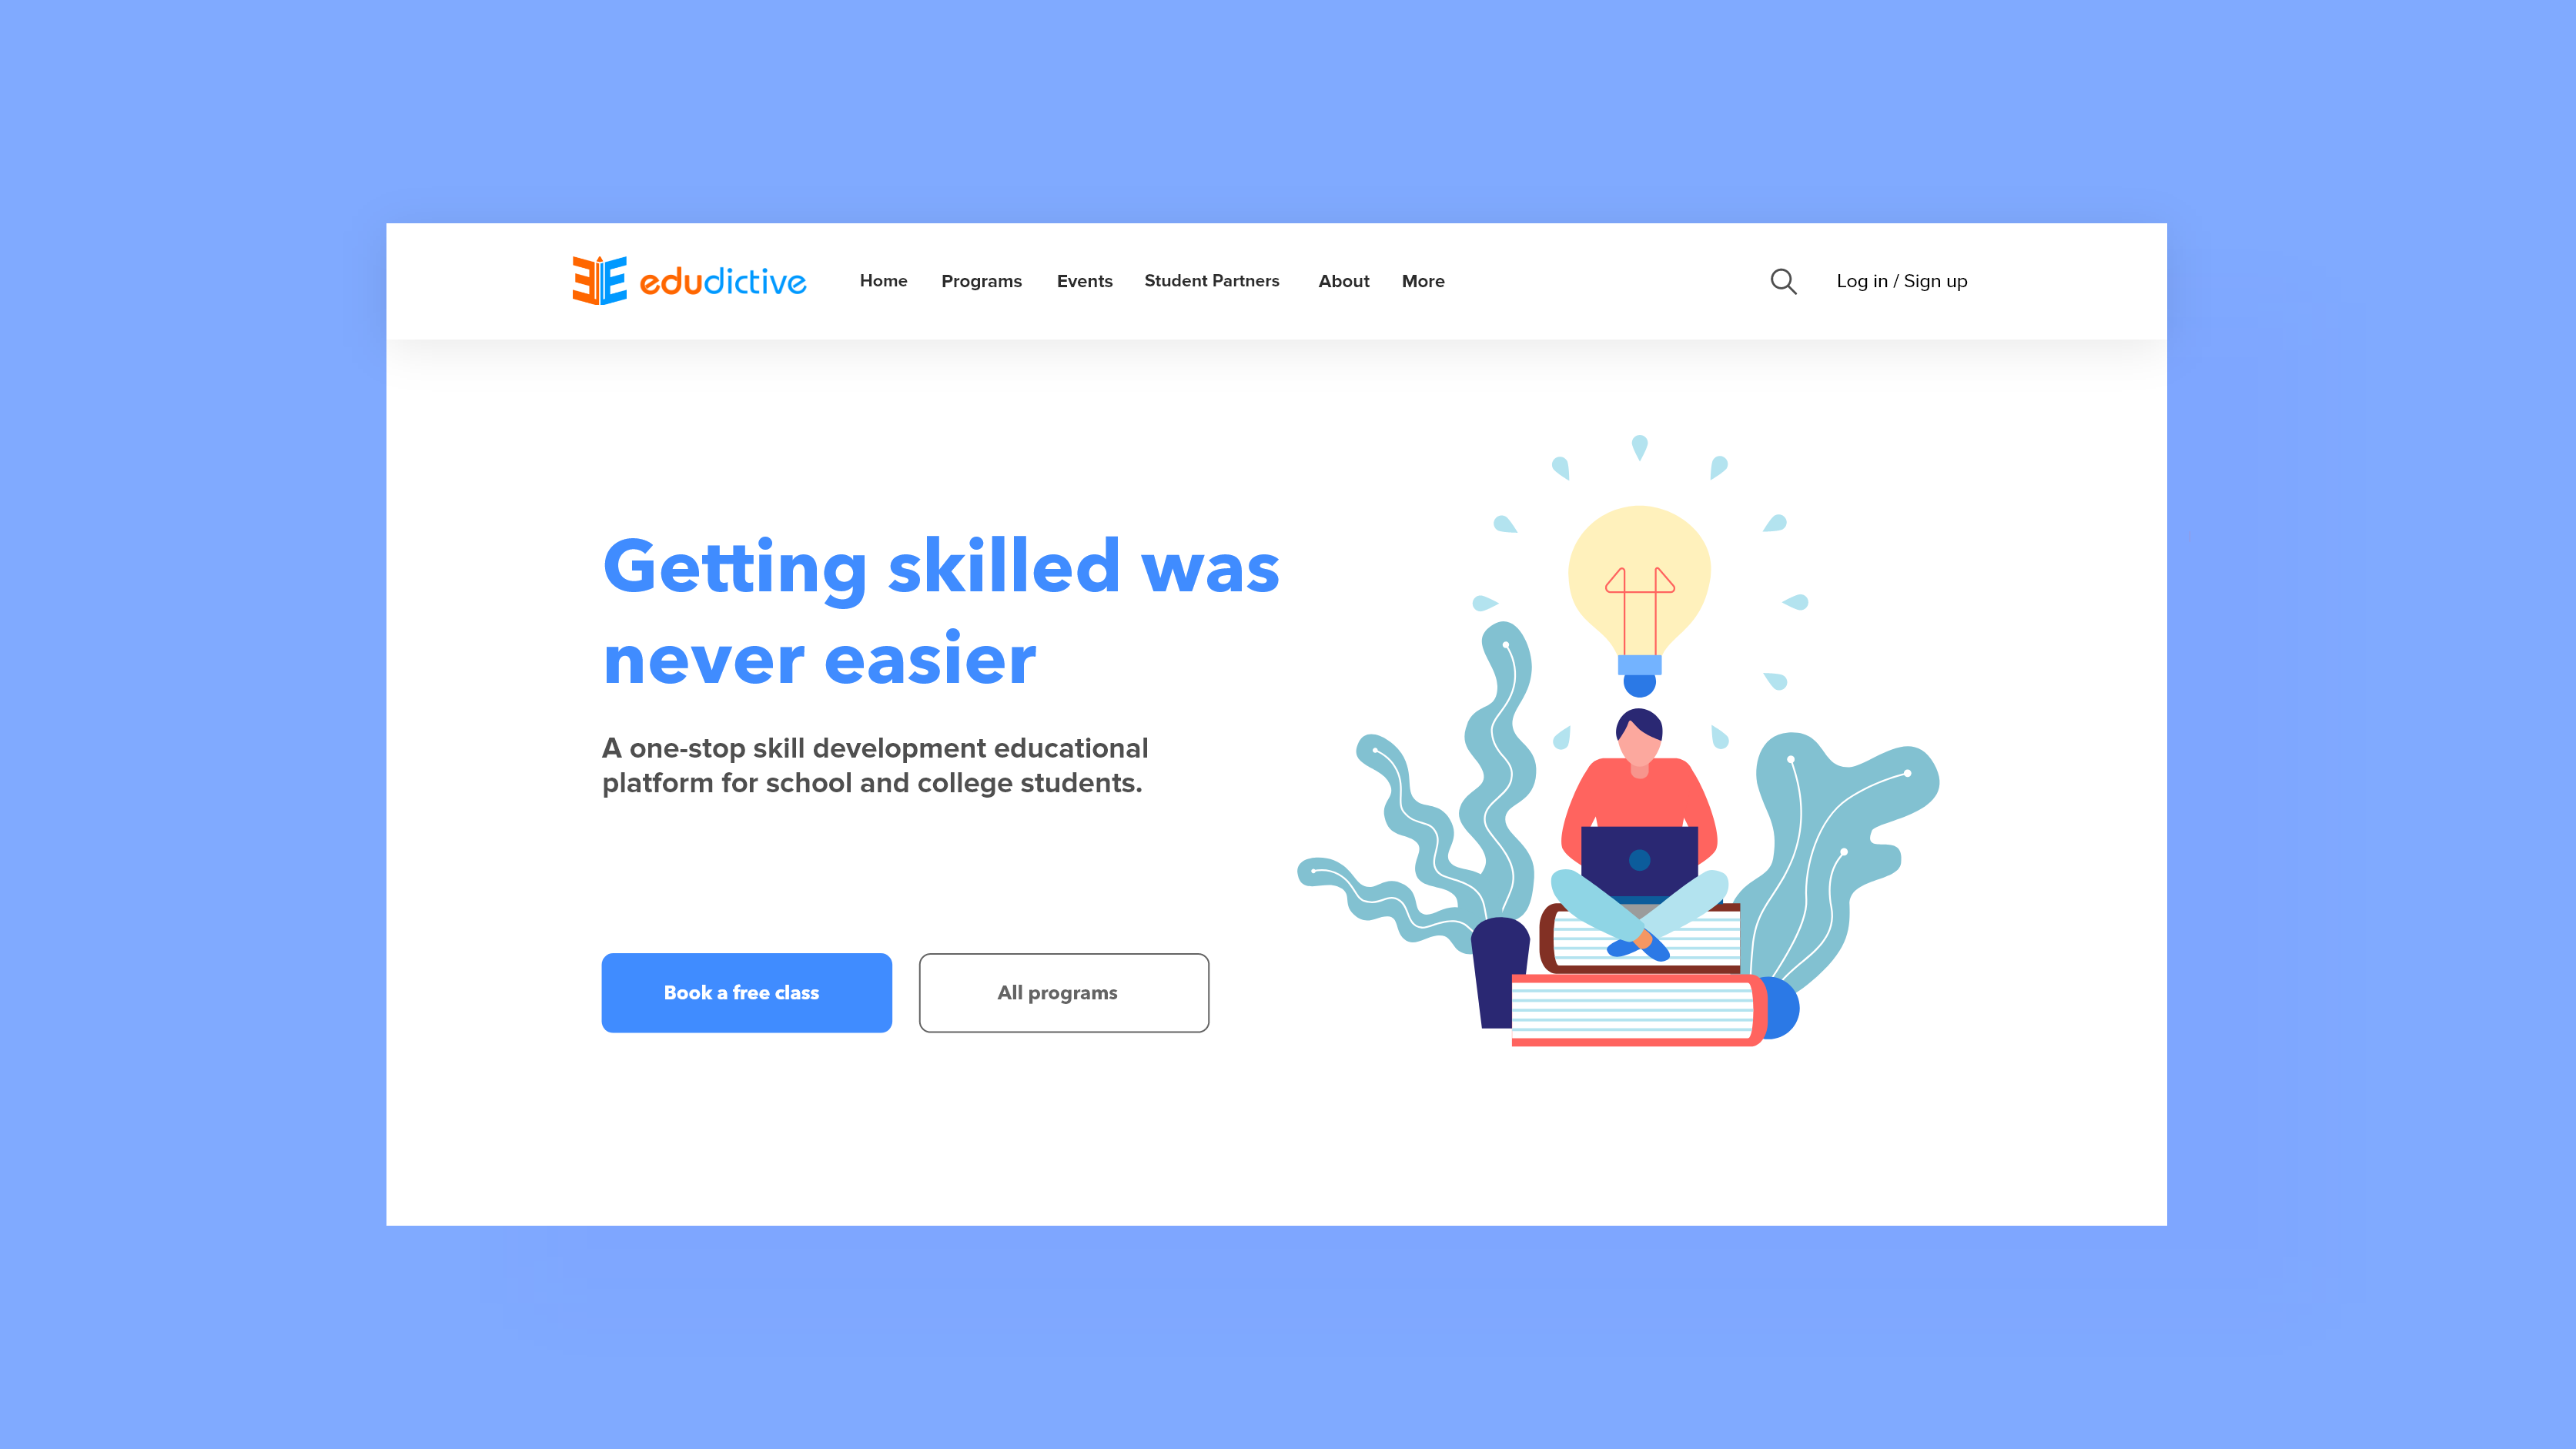 edudictive
Home Programs Events Student Partners About More
Log in / Sign up
Getting skilled was
never easier
A one-stop skill development educational
platform for school and college students.
Book a free class
All programs